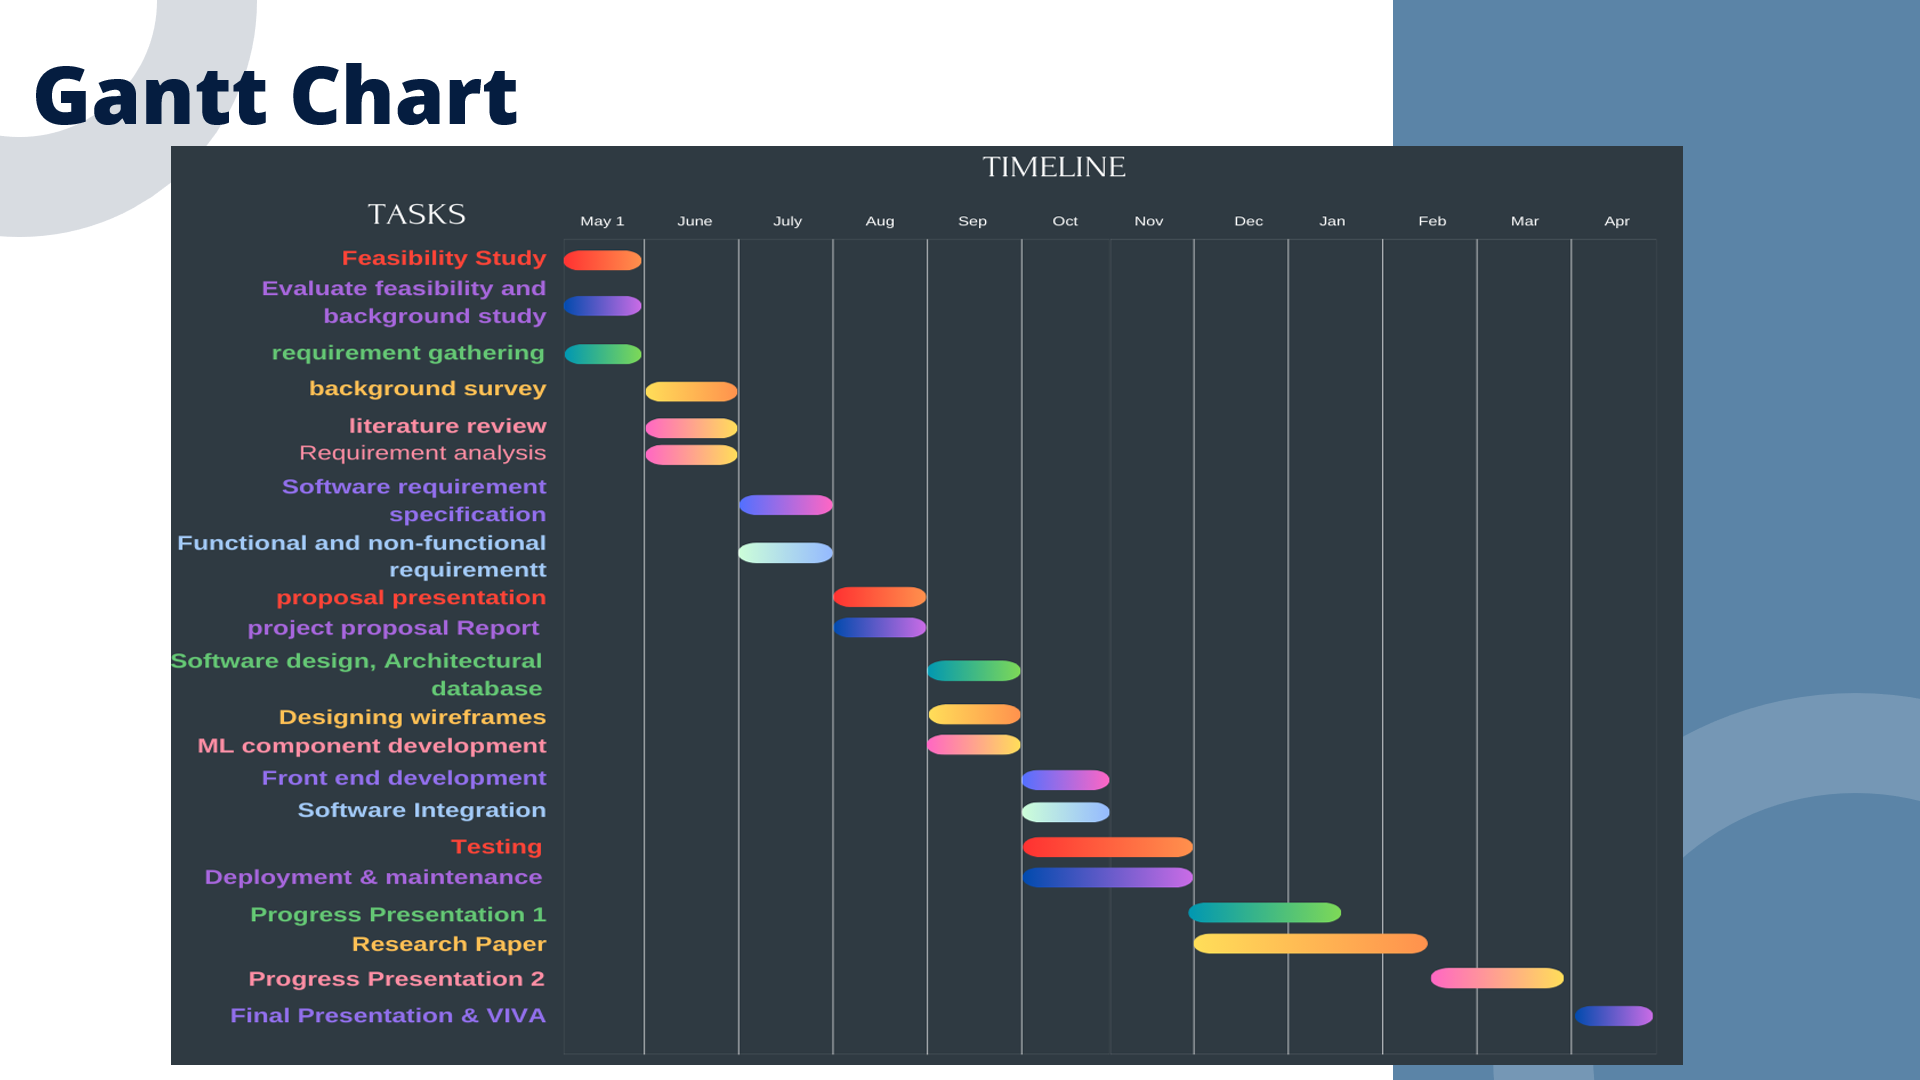 Gantt Chart
TIMELINE
TASKS
May 1 June July Aug Sep Oct Nov Dec Jan Feb Mar Apr
Feasibility Study
Evaluate feasibility and
background study
requirement gathering
background survey
literature review
Requirement analysis
Software requirement
specification
Functional and non-functional
requirementt
proposal presentation
project proposal Report
Software design, Architectural
database
Designing wireframes
ML component development
Front end development
Software Integration
Testing
Deployment & maintenance
Progress Presentation 1
Research Paper
Progress Presentation 2
Final Presentation & VIVA